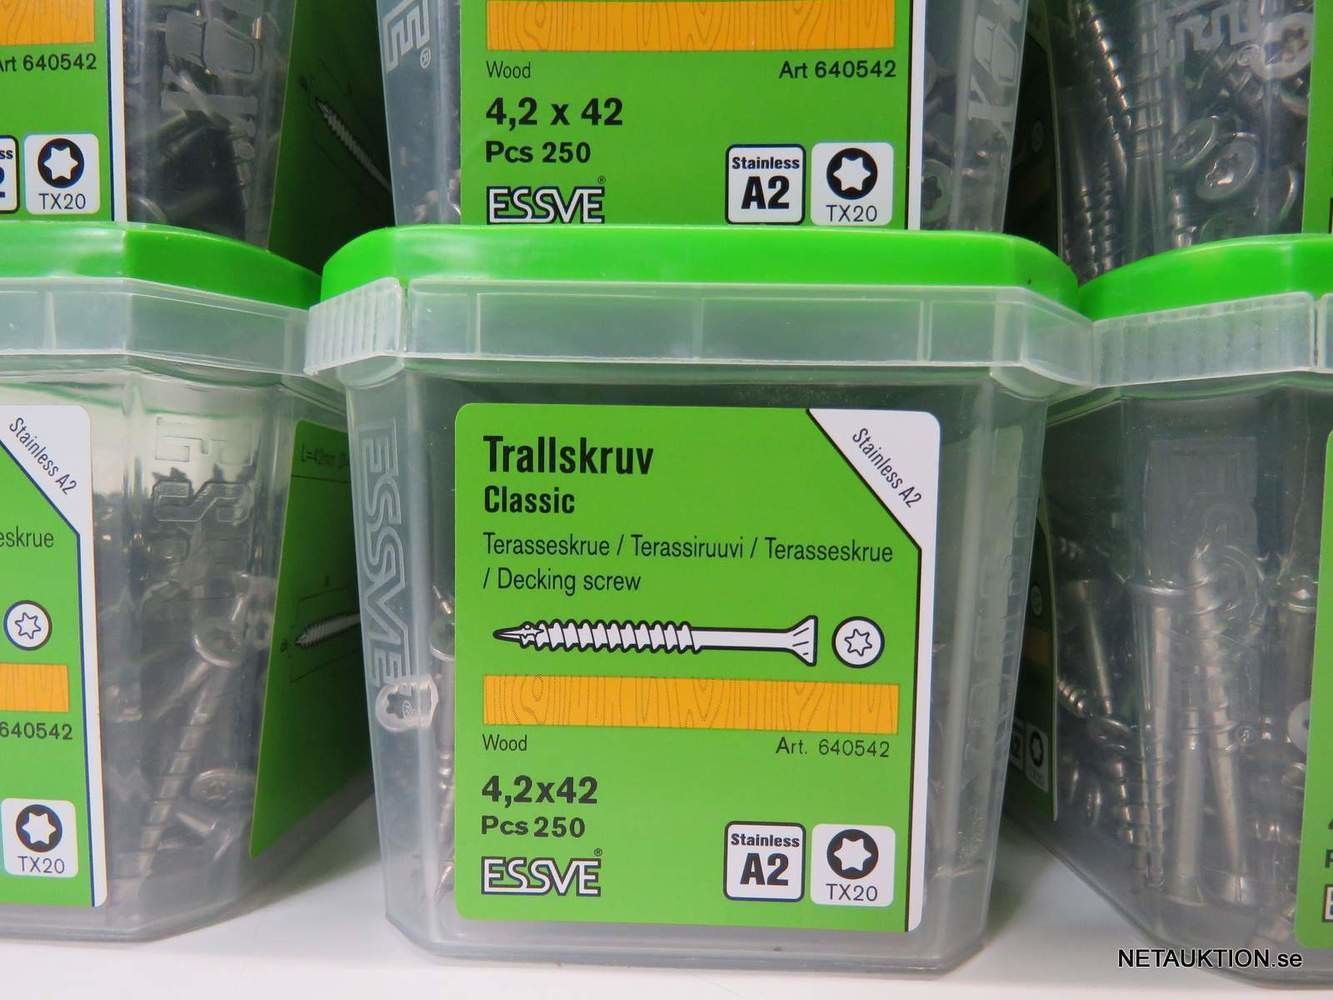 Art 640542
TX20
Wood
Art 640542
4,2 x 42
Pcs 250
ESSVE®
Stainless
A2
TX20
Stainless A2
eskrue
640542
TX20
ESSVE
Trallskruv
Classic
Stainless A2
Terasseskrue / Terassiruuvi / Terasseskrue
/ Decking screw
Wood
Art. 640542
4,2x42
Pcs 250
ESSVE®
Stainless
A2
TX20
NETAUKTION.se